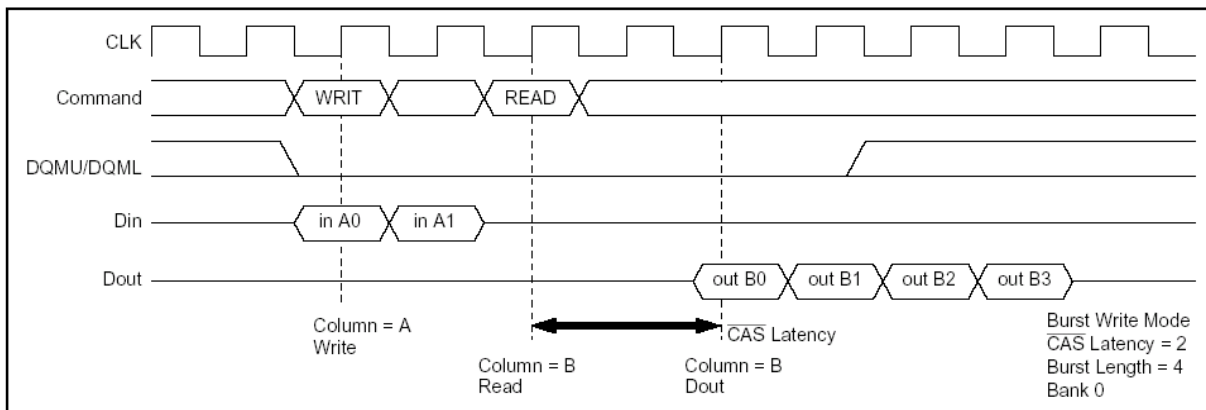 CLK
Command
WRIT
READ
DQMU/DQML
Din
in A0
in A1
Dout
out B0
out B1
out B2
out B3
Column = A
Write
CAS Latency
Column = B
Read
Column = B
Dout
Burst Write Mode
CAS Latency = 2
Burst Length = 4
Bank 0